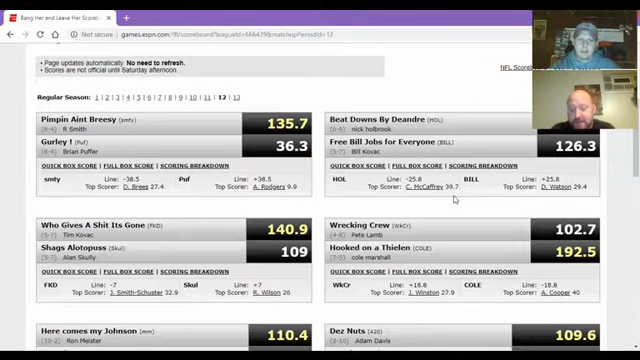 Bang Her and Leave Her Scoreb
Not secure | games.espn.com
• Page updates automatically. No need to refresh.
• Scores are not official until Saturday afternoon.
NFL Scoreb
Regular Season: 1 | 2 | 3 | 4 | 5 | 6 | 7 | 8 | 9 | 10 | 11 | 12 | 13
Pimpin Aint Breesy (smty)
(8-4) R Smith
135.7
Gurley ! (Puf)
Brian Puffer
36.3
QUICK BOX SCORE | FULL BOX SCORE | SCORING BREAKDOWN
smty Line: -38.5 Puf Line: +38.5
Top Scorer: D. Brees 27.4 Top Scorer: A. Rodgers 9.9
Beat Downs By Deandre (HOL)
(6-6) nick holbrook
Free Bill Jobs for Everyone (BILL)
Bill Kovac
126.3
QUICK BOX SCORE | FULL BOX SCORE | SCORING BREAKDOWN
HOL Line: -25.8 BILL Line: +25.8
Top Scorer: C. McCaffrey 39.7 Top Scorer: D. Watson 29.4
Who Gives A Shit Its Gone (FKD)
(5-7) Tim Kovac
140.9
Shags Alotopuss (Skul)
(5-7) Alan Skully
109
QUICK BOX SCORE | FULL BOX SCORE | SCORING BREAKDOWN
FKD Line: -7 Skul Line: +7
Top Scorer: J. Smith-Schuster 32.9 Top Scorer: R. Wilson 26
Wrecking Crew (WkCr)
(4-8) Pete Lamb
102.7
Hooked on a Thielen (COLE)
(7-5) cole marshall
192.5
QUICK BOX SCORE | FULL BOX SCORE | SCORING BREAKDOWN
WkCr Line: +18.8 COLE Line: -18.8
Top Scorer: J. Winston 27.9 Top Scorer: A. Cooper 40
Here comes my Johnson (mm)
(10-2) Ron Meister
110.4
Dez Nuts (420)
(2-10) Adam Davis
109.6